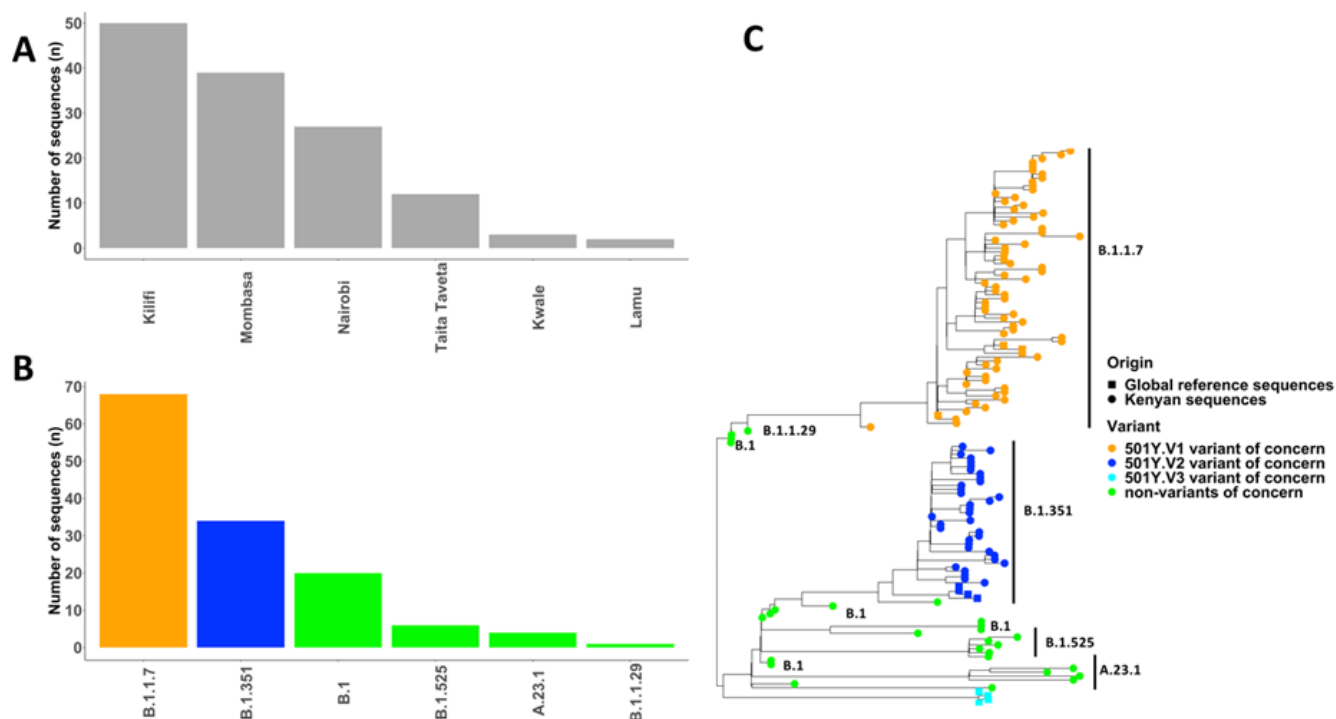 A
Number of sequences (n)
50
40
30
20
10
0
Kilifi
Mombasa
Nairobi
Taita Taveta
Kwale
Lamu
B
Number of sequences (n)
70
60
50
40
30
20
10
0
B.1.1.7
B.1.351
B.1
B.1.525
A.23.1
B.1.1.29
C
B.1.1.7
B.1.1.29
B.1
B.1.351
B.1
B.1
B.1.525
B.1
A.23.1
Origin
Global reference sequences
Kenyan sequences
Variant
501Y.V1 variant of concern
501Y.V2 variant of concern
501Y.V3 variant of concern
non-variants of concern